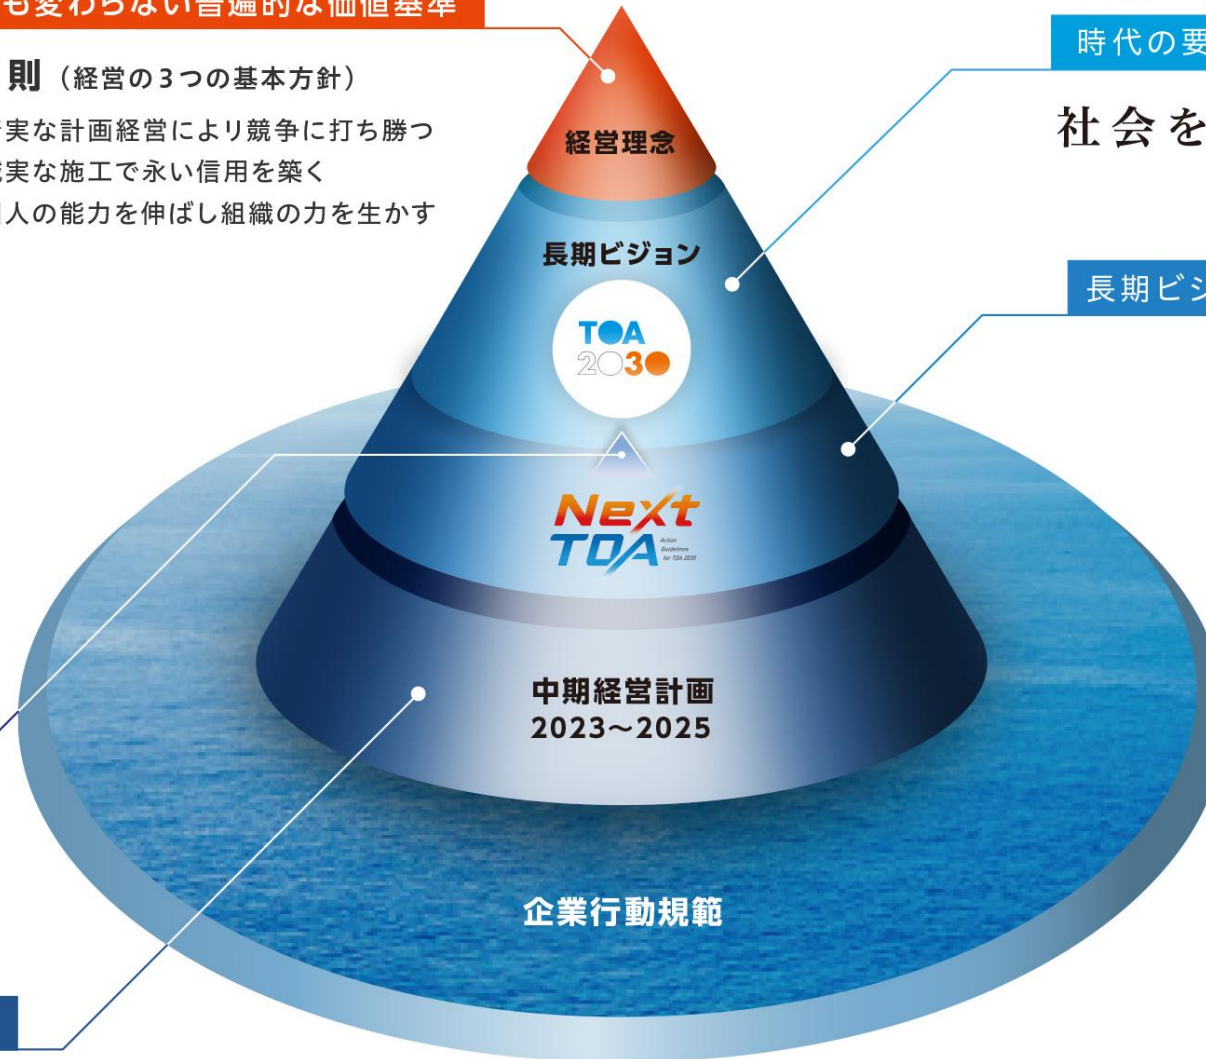 も変わらない普遍的な価値基準
則（経営の3つの基本方針）
実な計画経営により競争に打ち勝つ
実な施工で永い信用を築く
人の能力を伸ばし組織の力を生かす
経営理念
長期ビジョン
TOA
2030
Next
TOA
Action
Guidelines
for TOA 2030
中期経営計画
2023～2025
企業行動規範
時代の要
社会を
長期ビジ